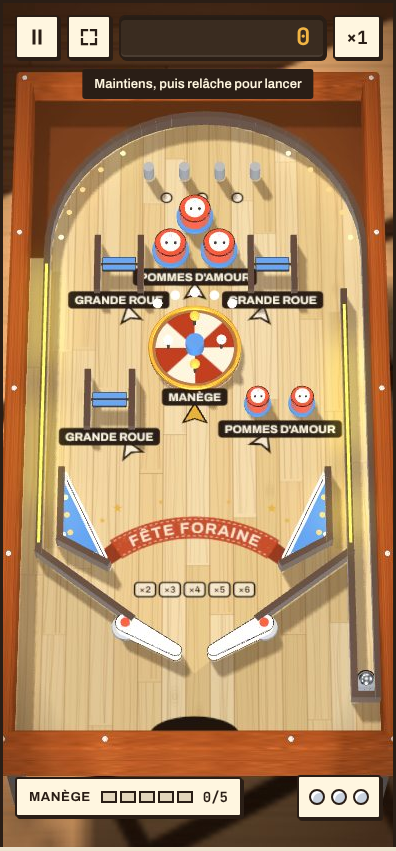 0
×1
Maintiens, puis relâche pour lancer
POMMES D'AMOUR
GRANDE ROUE
GRANDE ROUE
MANÈGE
GRANDE ROUE
POMMES D'AMOUR
FÊTE FORAINE
×2 ×3 ×4 ×5 ×6
MANÈGE 0/5